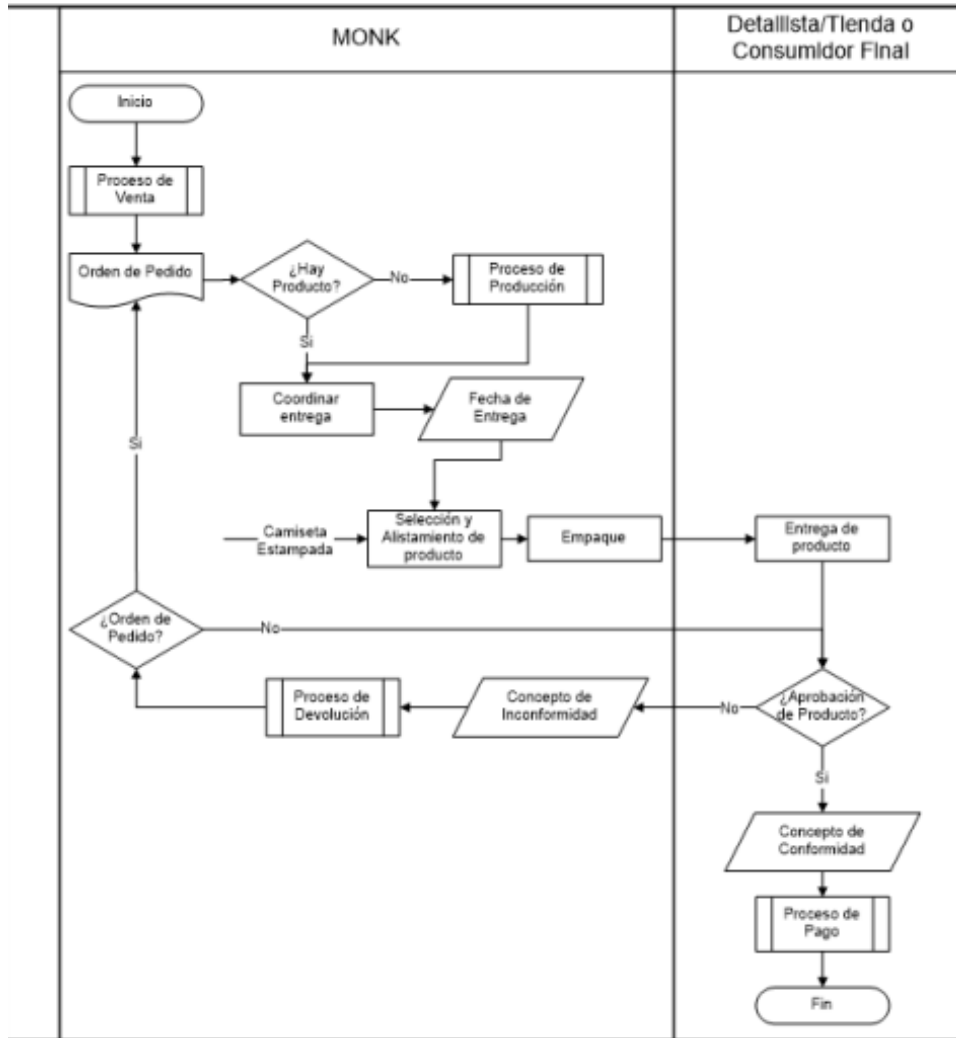 MONK
Detallista/Tienda o
Consumidor Final
Inicio
Proceso de
Venta
Orden de Pedido
¿Hay
Producto?
No
Proceso de
Producción
Si
Coordinar
entrega
Fecha de
Entrega
Si
Camiseta
Estampada
Selección y
Alistamiento de
producto
Empaque
Entrega de
producto
¿Orden de
Pedido?
No
Proceso de
Devolución
Concepto de
Inconformidad
No
¿Aprobación
de Producto?
Si
Concepto de
Conformidad
Proceso de
Pago
Fin